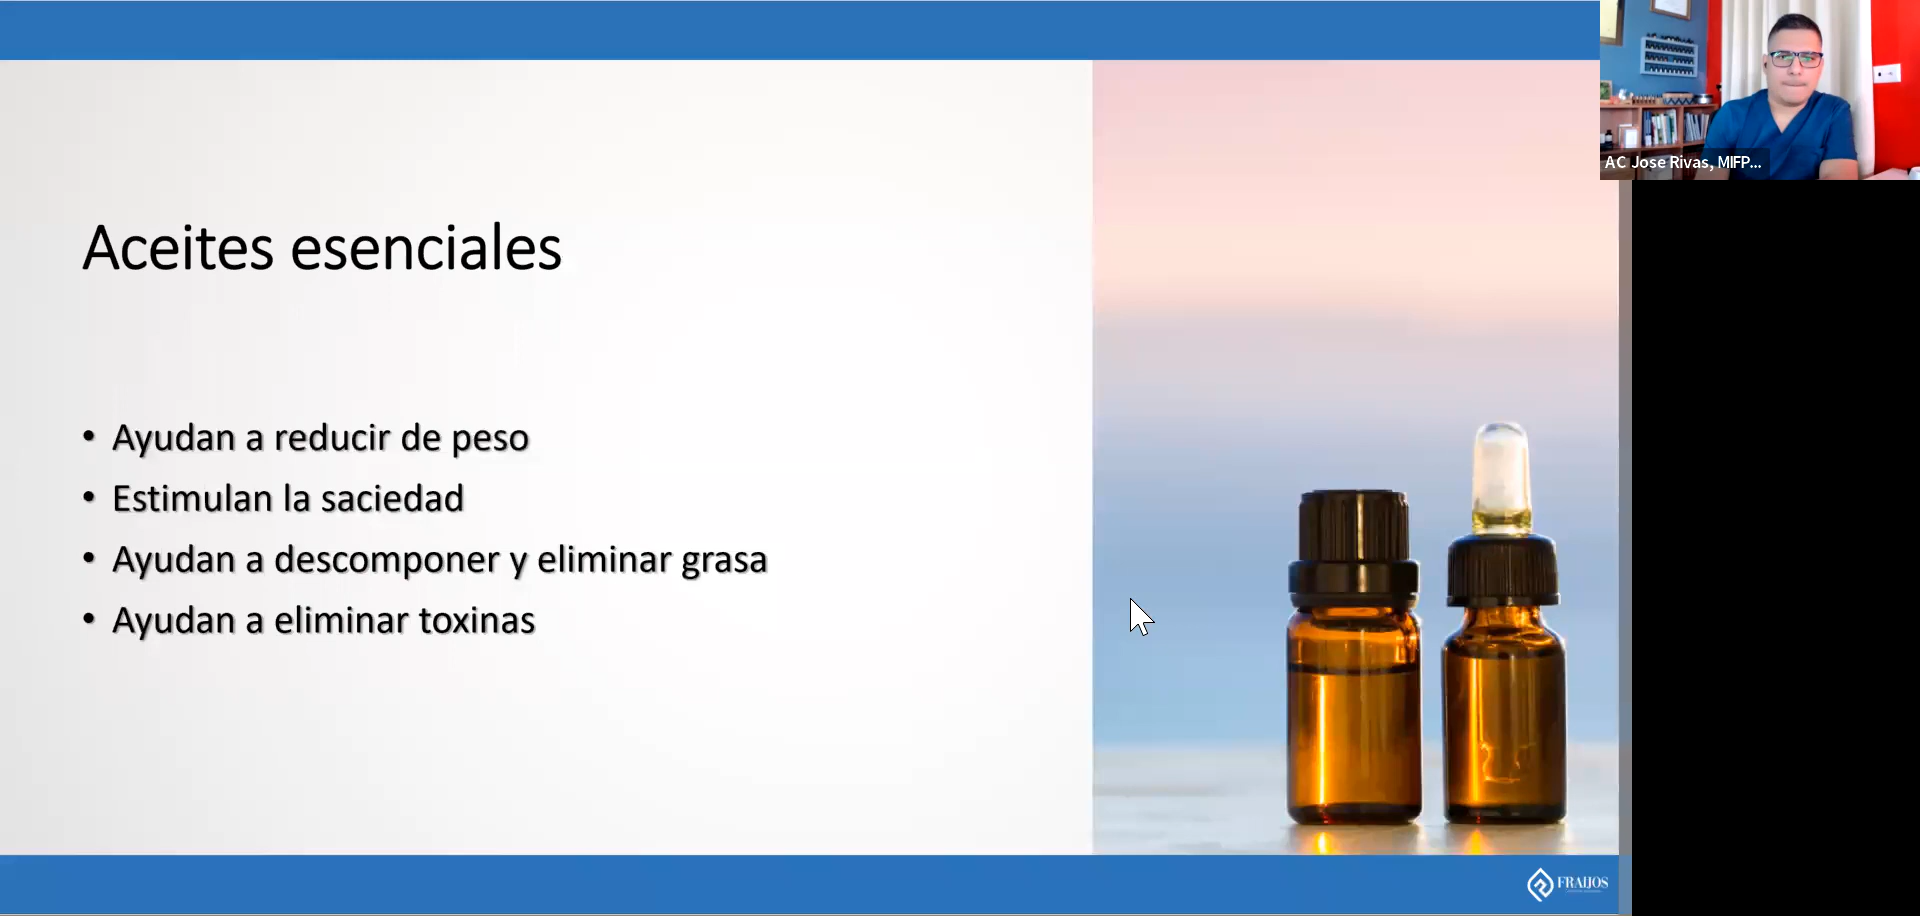 AC Jose Rivas, MIFP...
Aceites esenciales
• Ayudan a reducir de peso
• Estimulan la saciedad
• Ayudan a descomponer y eliminar grasa
• Ayudan a eliminar toxinas
FRAIJOS